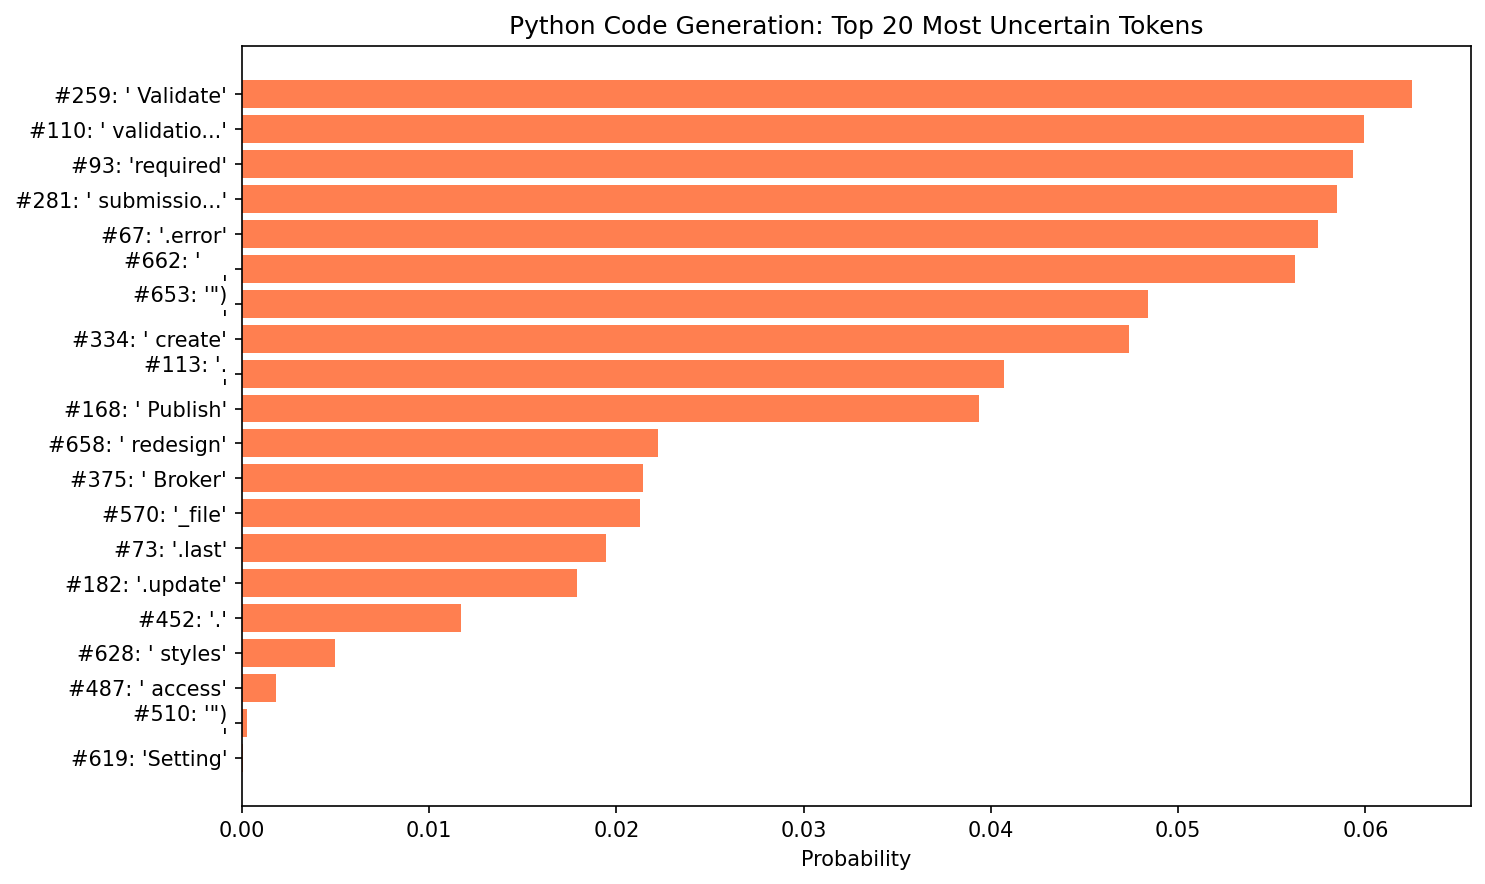 Python Code Generation: Top 20 Most Uncertain Tokens
#259: ' Validate'
#110: ' validatio...'
#93: 'required'
#281: ' submissio...'
#67: '.error'
#662: '
'
#653: '")
'
#334: ' create'
#113: '.
'
#168: ' Publish'
#658: ' redesign'
#375: ' Broker'
#570: '_file'
#73: '.last'
#182: '.update'
#452: '.'
#628: ' styles'
#487: ' access'
#510: '")
'
#619: 'Setting'
0.00 0.01 0.02 0.03 0.04 0.05 0.06
Probability